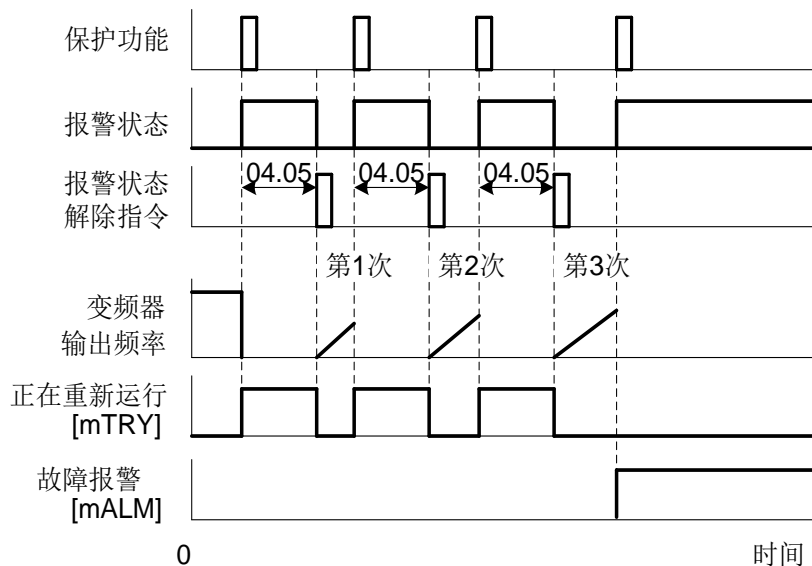 保护功能
报警状态
报警状态
解除指令
04.05 04.05 04.05
第1次 第2次 第3次
变频器
输出频率
正在重新运行
[mTRY]
故障报警
[mALM]
0 时间